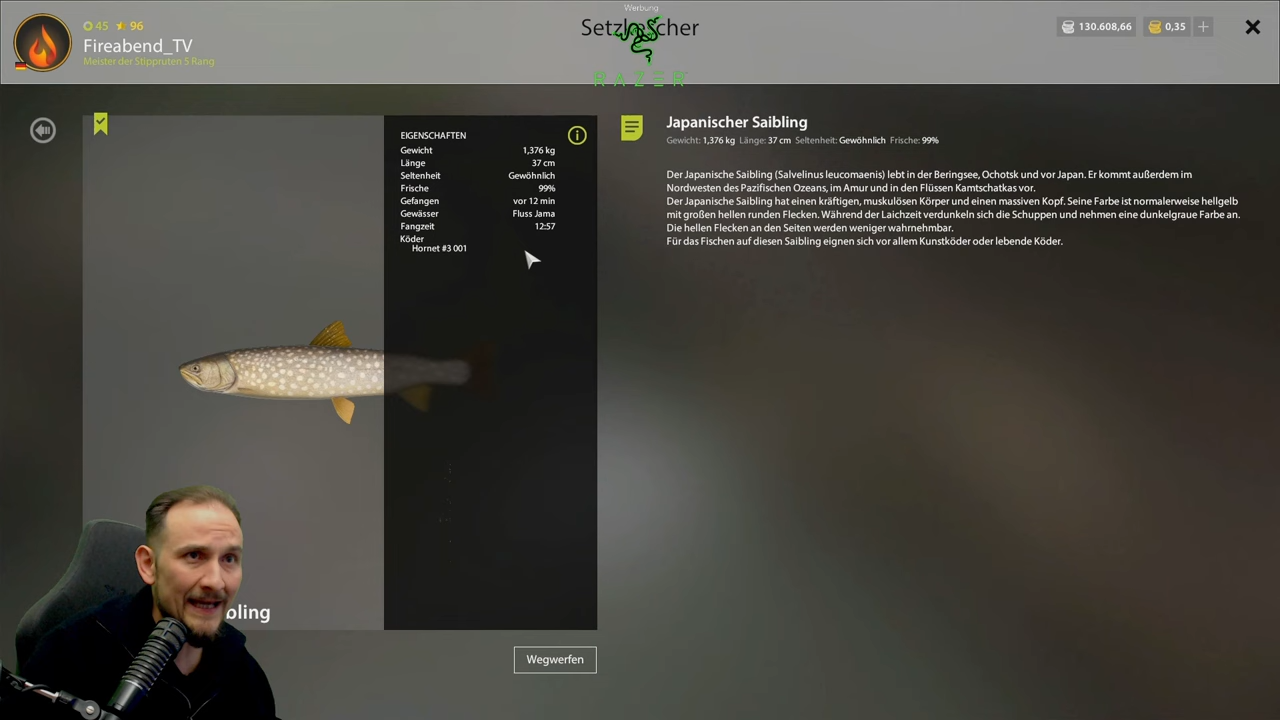 Werbung
Setzkescher
RAZER
45 96
Fireabend_TV
Meister der Stippruten 5 Rang
130.608,66
0,35
EIGENSCHAFTEN
Gewicht 1,376 kg
Länge 37 cm
Seltenheit Gewöhnlich
Frische 99%
Gefangen vor 12 min
Gewässer Fluss Jama
Fangzeit 12:57
Köder
Hornet #3 001
bling
Wegwerfen
Japanischer Saibling
Gewicht: 1,376 kg Länge: 37 cm Seltenheit: Gewöhnlich Frische: 99%
Der Japanische Saibling (Salvelinus leucomaenis) lebt in der Beringsee, Ochotsk und vor Japan. Er kommt außerdem im
Nordwesten des Pazifischen Ozeans, im Amur und in den Flüssen Kamtschatkas vor.
Der Japanische Saibling hat einen kräftigen, muskulösen Körper und einen massiven Kopf. Seine Farbe ist normalerweise hellgelb
mit großen hellen runden Flecken. Während der Laichzeit verdunkeln sich die Schuppen und nehmen eine dunkelgraue Farbe an.
Die hellen Flecken an den Seiten werden weniger wahrnehmbar.
Für das Fischen auf diesen Saibling eignen sich vor allem Kunstköder oder lebende Köder.